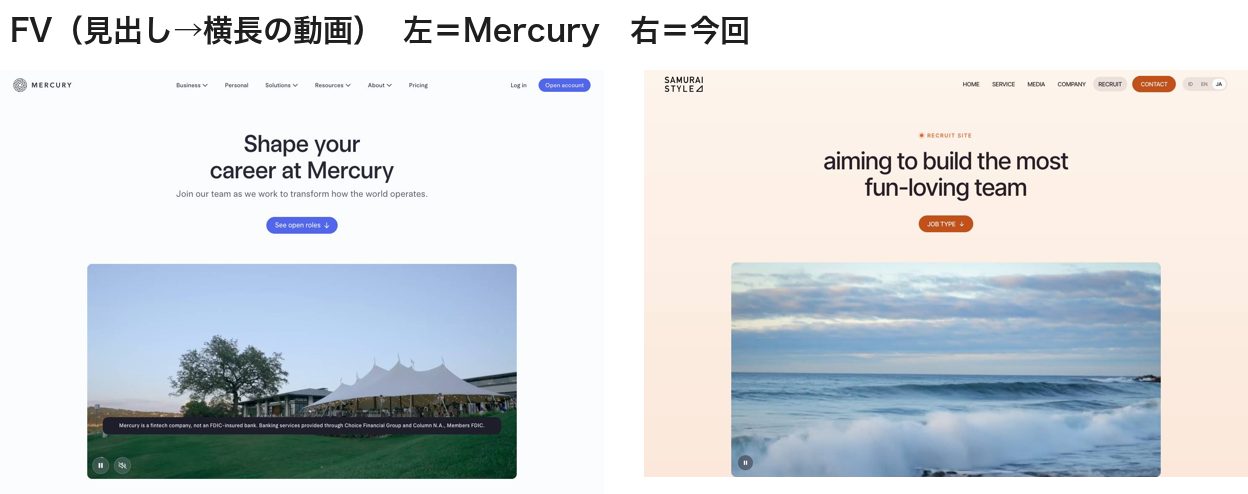 FV（見出し→横長の動画）　左＝Mercury　右＝今回
MERCURY
Business
Personal
Solutions
Resources
About
Pricing
Log in
Open account
Shape your
career at Mercury
Join our team as we work to transform how the world operates.
See open roles ↓
Mercury is a fintech company, not an FDIC-insured bank. Banking services provided through Choice Financial Group and Column N.A., Members FDIC.
SAMURAI
STYLE
HOME
SERVICE
MEDIA
COMPANY
RECRUIT
CONTACT
ID
EN
JA
RECRUIT SITE
aiming to build the most
fun-loving team
JOB TYPE ↓